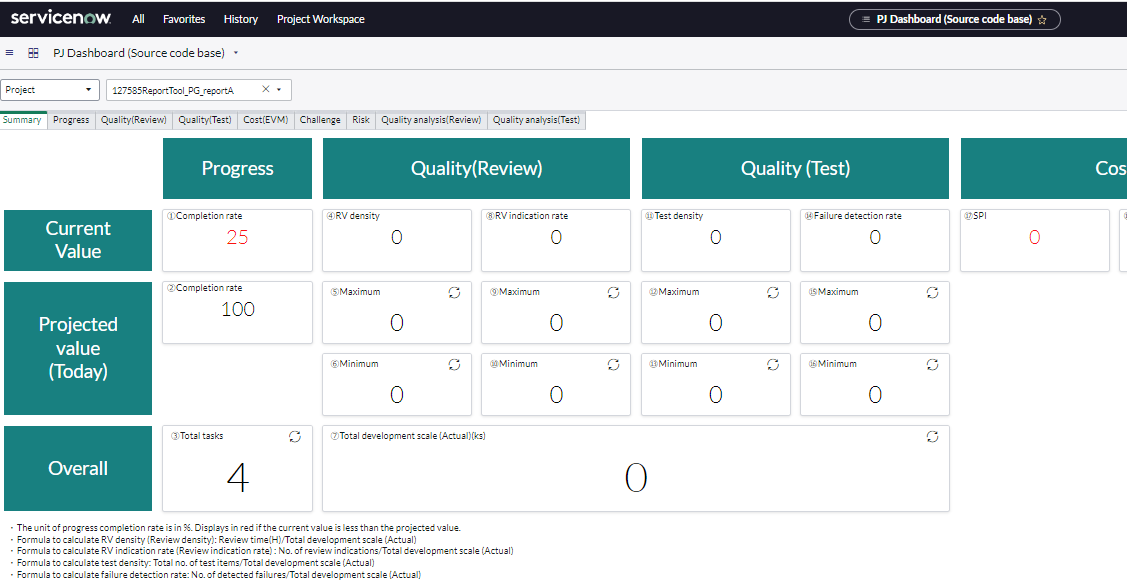 servicenow All Favorites History Project Workspace PJ Dashboard (Source code base)
PJ Dashboard (Source code base)
Project 127585ReportTool_PG_reportA
Summary Progress Quality(Review) Quality(Test) Cost(EVM) Challenge Risk Quality analysis(Review) Quality analysis(Test)
Progress Quality(Review) Quality (Test) Cos
Current
Value
①Completion rate
25
④RV density
0
⑧RV indication rate
0
⑪Test density
0
⑭Failure detection rate
0
⑰SPI
0
Projected
value
(Today)
②Completion rate
100
⑤Maximum
0
⑨Maximum
0
⑫Maximum
0
⑮Maximum
0
⑥Minimum
0
⑩Minimum
0
⑬Minimum
0
⑯Minimum
0
Overall
③Total tasks
4
⑦Total development scale (Actual)(ks)
0
・The unit of progress completion rate is in %. Displays in red if the current value is less than the projected value.
・Formula to calculate RV density (Review density): Review time(H)/Total development scale (Actual)
・Formula to calculate RV indication rate (Review indication rate) : No. of review indications/Total development scale (Actual)
・Formula to calculate test density: Total no. of test items/Total development scale (Actual)
・Formula to calculate failure detection rate: No. of detected failures/Total development scale (Actual)